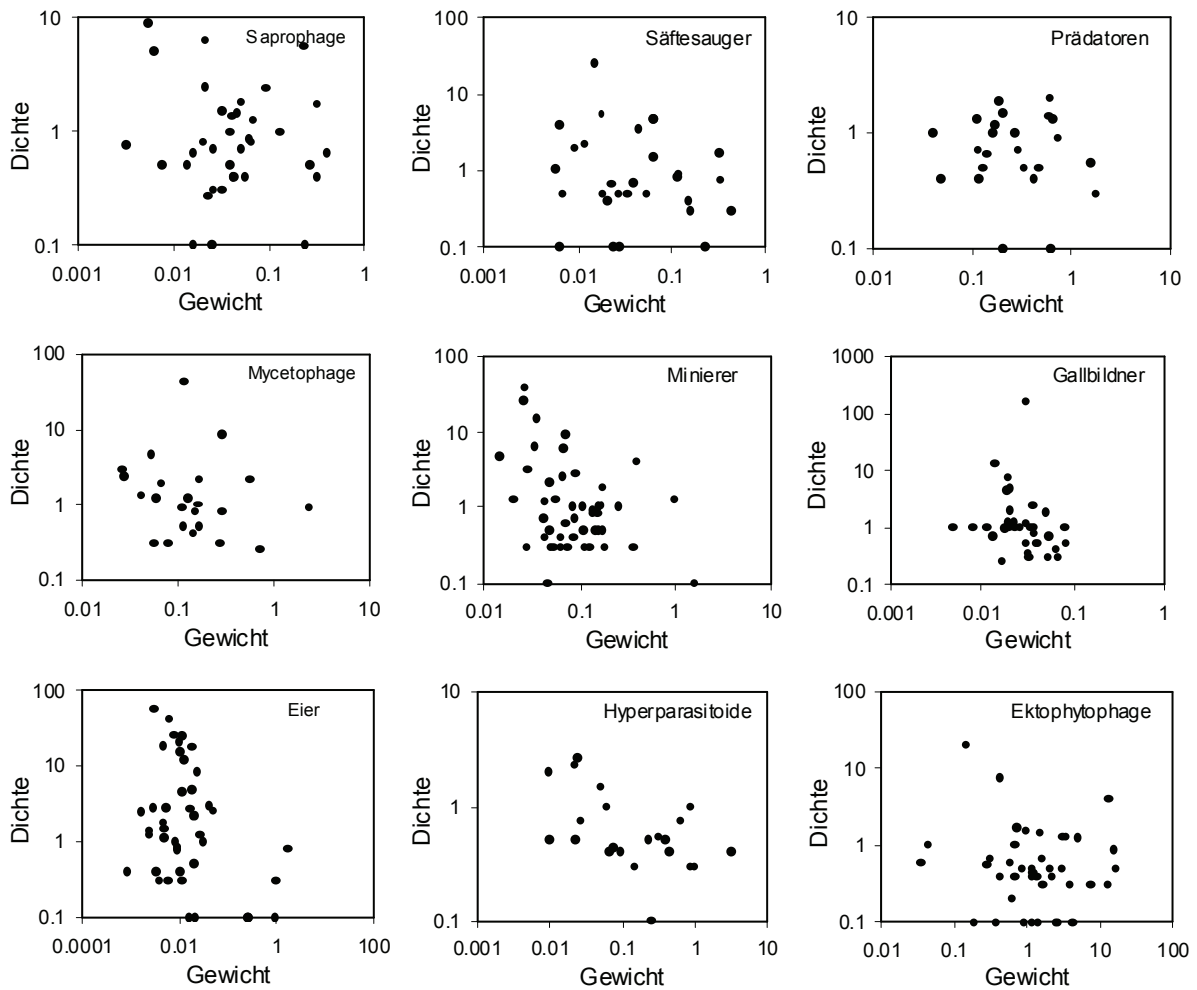 Saprophage
Dichte
10
1
0.1
0.001
0.01
0.1
1
Gewicht
Säftesauger
Dichte
100
10
1
0.1
0.001
0.01
0.1
1
Gewicht
Prädatoren
Dichte
10
1
0.1
0.01
0.1
1
10
Gewicht
Mycetophage
Dichte
100
10
1
0.1
0.01
0.1
1
10
Gewicht
Minierer
Dichte
100
10
1
0.1
0.01
0.1
1
10
Gewicht
Gallbildner
Dichte
1000
100
10
1
0.1
0.001
0.01
0.1
1
Gewicht
Eier
Dichte
100
10
1
0.1
0.0001
0.01
1
100
Gewicht
Hyperparasitoide
Dichte
10
1
0.1
0.001
0.01
0.1
1
10
Gewicht
Ektophytophage
Dichte
100
10
1
0.1
0.01
0.1
1
10
100
Gewicht